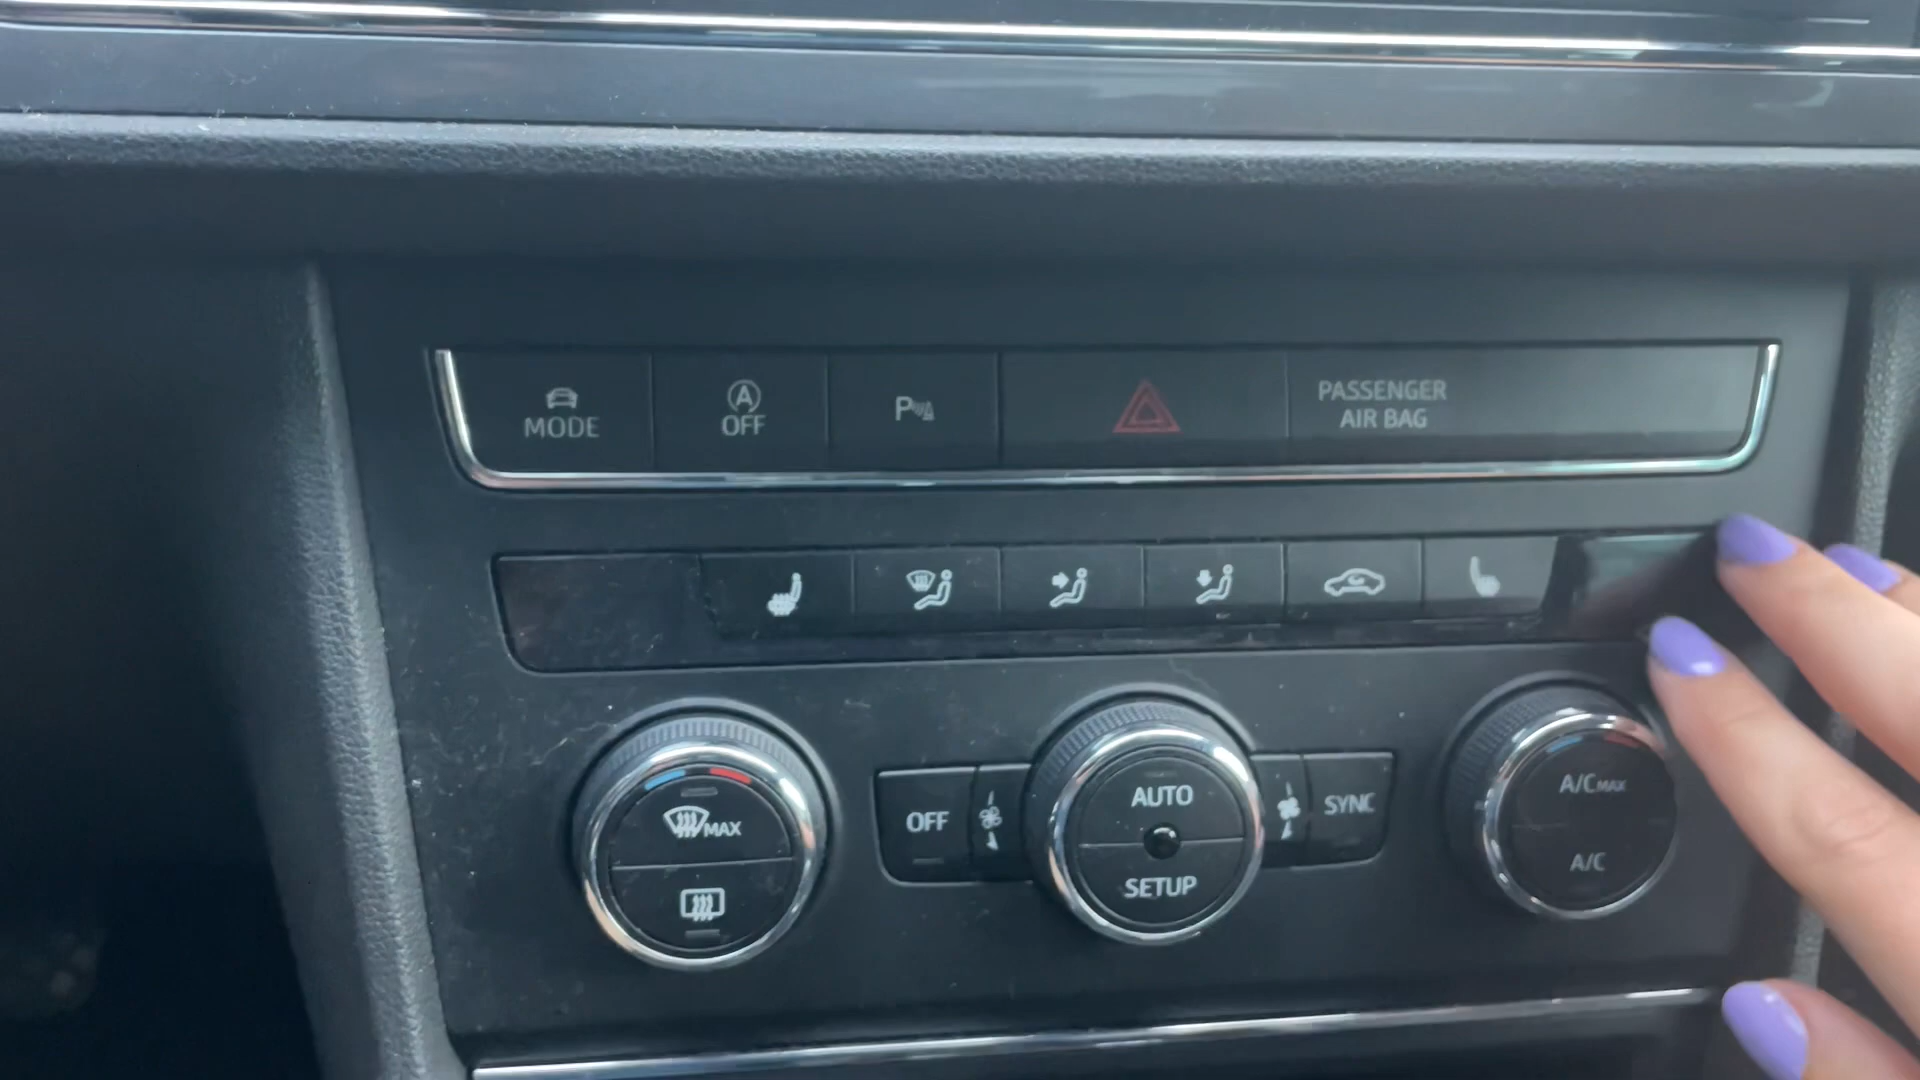 MODE
A
OFF
P
PASSENGER
AIR BAG
MAX
OFF
AUTO
SETUP
SYNC
A/C MAX
A/C